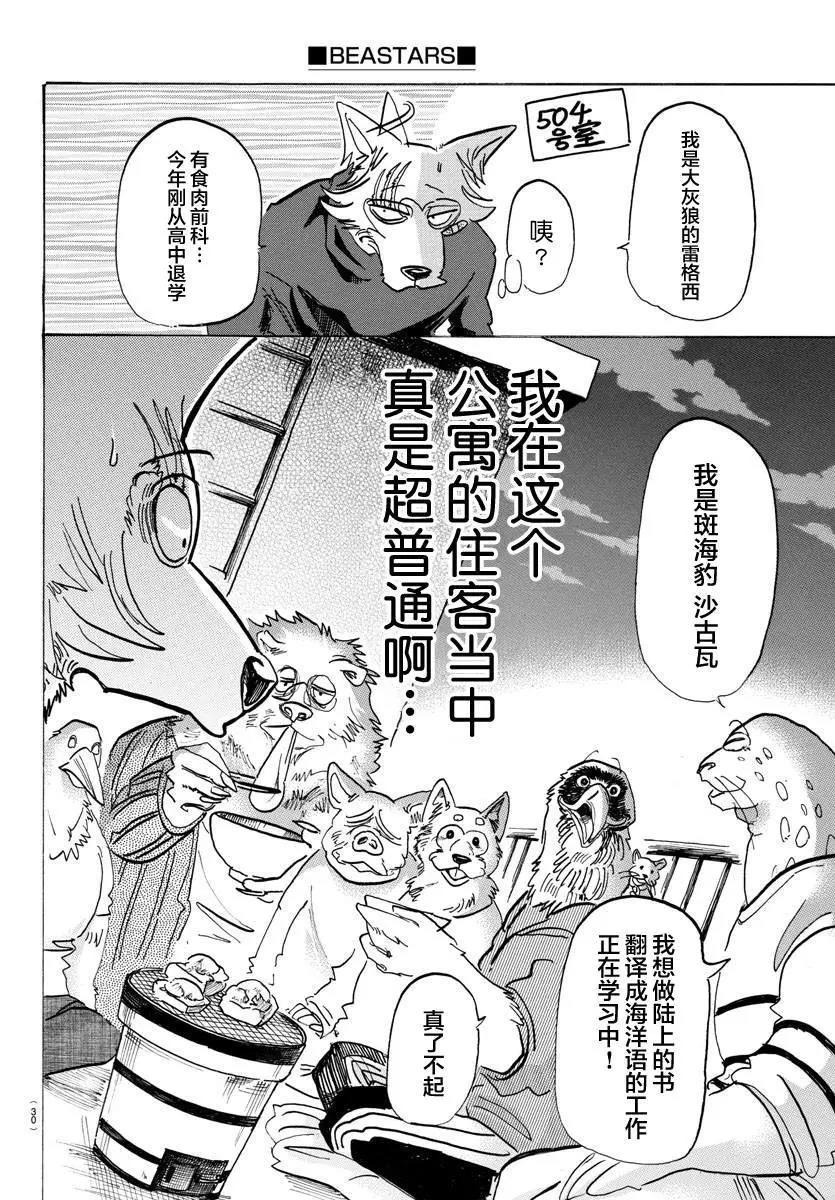 ■BEASTARS■
我是大灰狼的雷格西
504
号室
咦？
有食肉前科…
今年刚从高中退学
我是斑海豹 沙古瓦
我在这个
公寓的住客当中
真是超普通啊…
我想做陆上的书
翻译成海洋语的工作
正在学习中！
真了不起
（30）